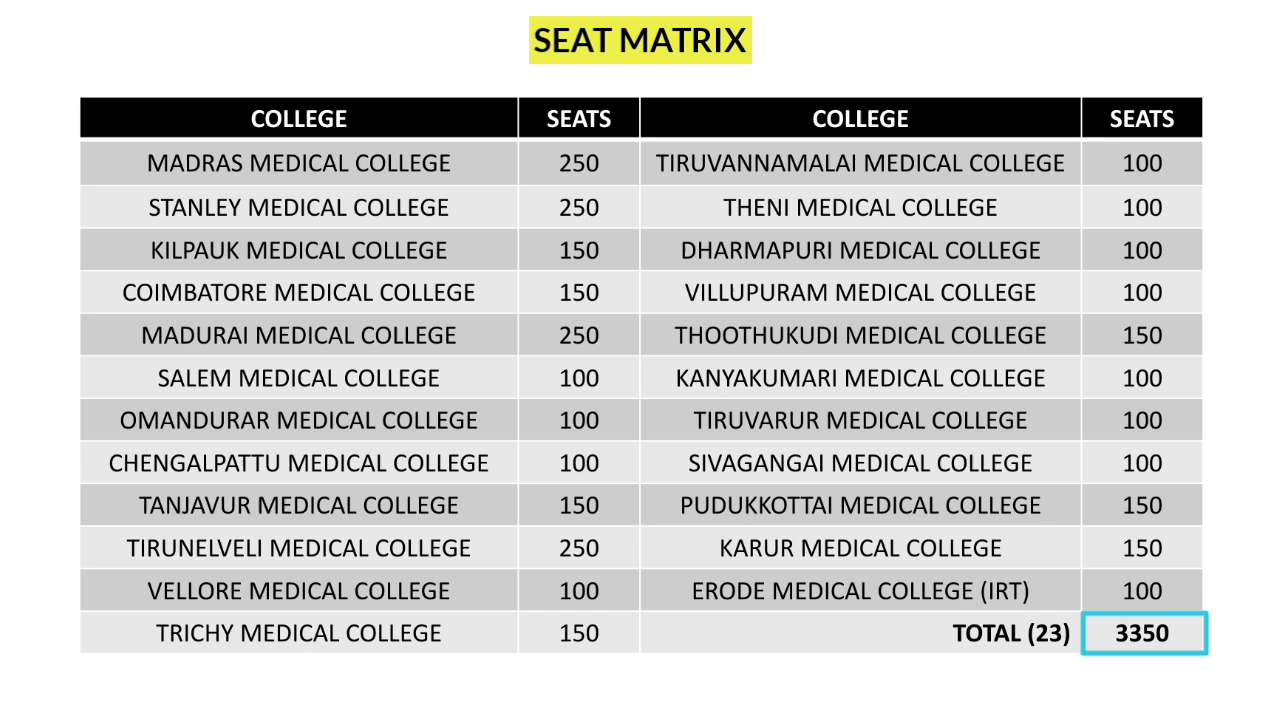 SEAT MATRIX
COLLEGE SEATS COLLEGE SEATS
MADRAS MEDICAL COLLEGE 250 TIRUVANNAMALAI MEDICAL COLLEGE 100
STANLEY MEDICAL COLLEGE 250 THENI MEDICAL COLLEGE 100
KILPAUK MEDICAL COLLEGE 150 DHARMAPURI MEDICAL COLLEGE 100
COIMBATORE MEDICAL COLLEGE 150 VILLUPURAM MEDICAL COLLEGE 100
MADURAI MEDICAL COLLEGE 250 THOOTHUKUDI MEDICAL COLLEGE 150
SALEM MEDICAL COLLEGE 100 KANYAKUMARI MEDICAL COLLEGE 100
OMANDURAR MEDICAL COLLEGE 100 TIRUVARUR MEDICAL COLLEGE 100
CHENGALPATTU MEDICAL COLLEGE 100 SIVAGANGAI MEDICAL COLLEGE 100
TANJAVUR MEDICAL COLLEGE 150 PUDUKKOTTAI MEDICAL COLLEGE 150
TIRUNELVELI MEDICAL COLLEGE 250 KARUR MEDICAL COLLEGE 150
VELLORE MEDICAL COLLEGE 100 ERODE MEDICAL COLLEGE (IRT) 100
TRICHY MEDICAL COLLEGE 150 TOTAL (23) 3350